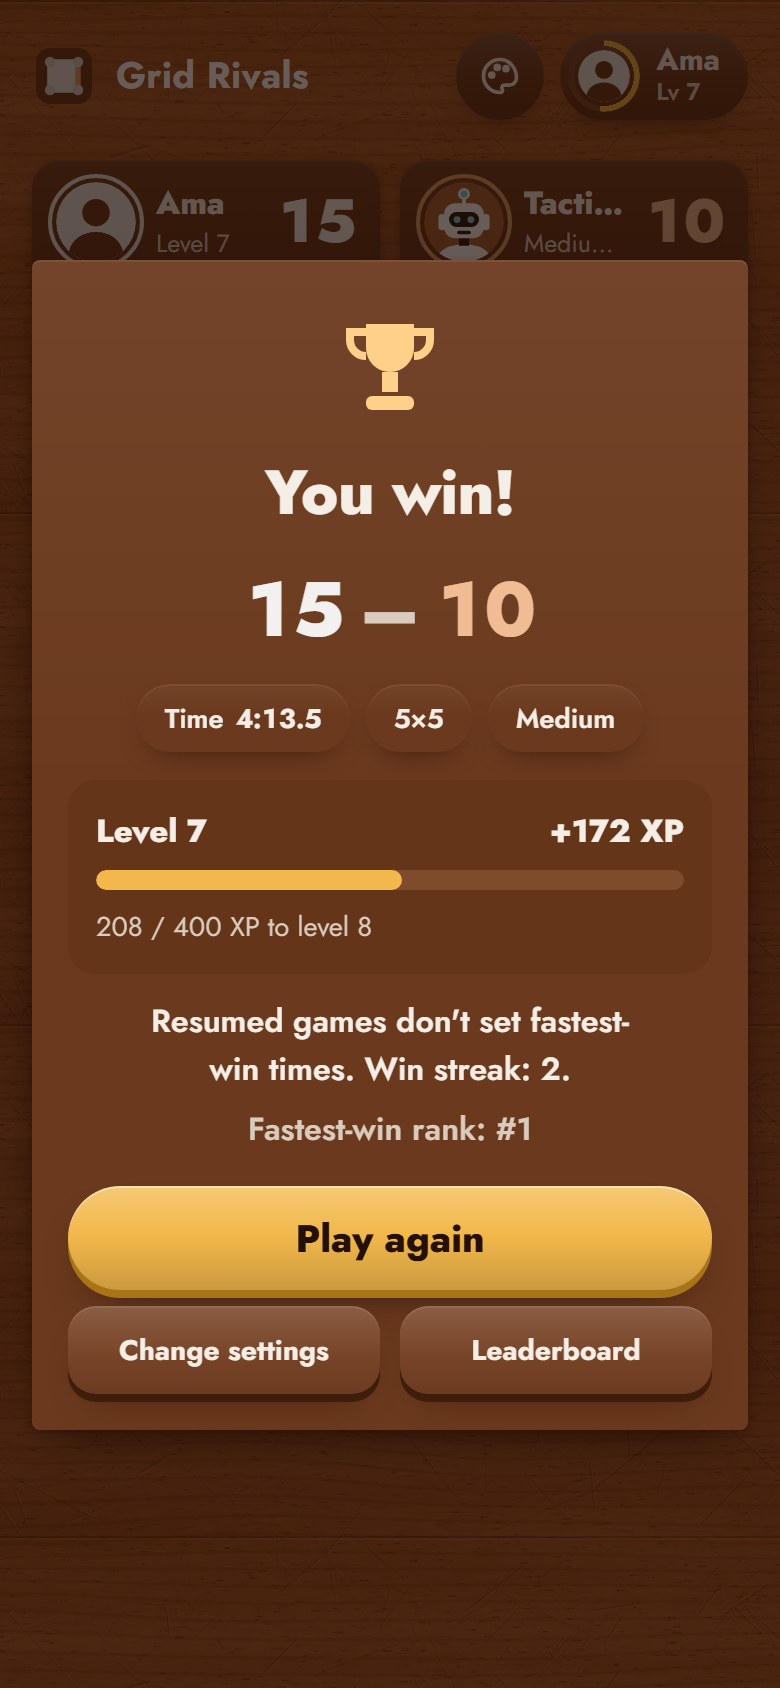 Grid Rivals
Ama
Lv 7
Ama
Level 7
15
Tacti...
Mediu...
10
You win!
15 – 10
Time 4:13.5
5×5
Medium
Level 7
+172 XP
208 / 400 XP to level 8
Resumed games don't set fastest-
win times. Win streak: 2.
Fastest-win rank: #1
Play again
Change settings
Leaderboard